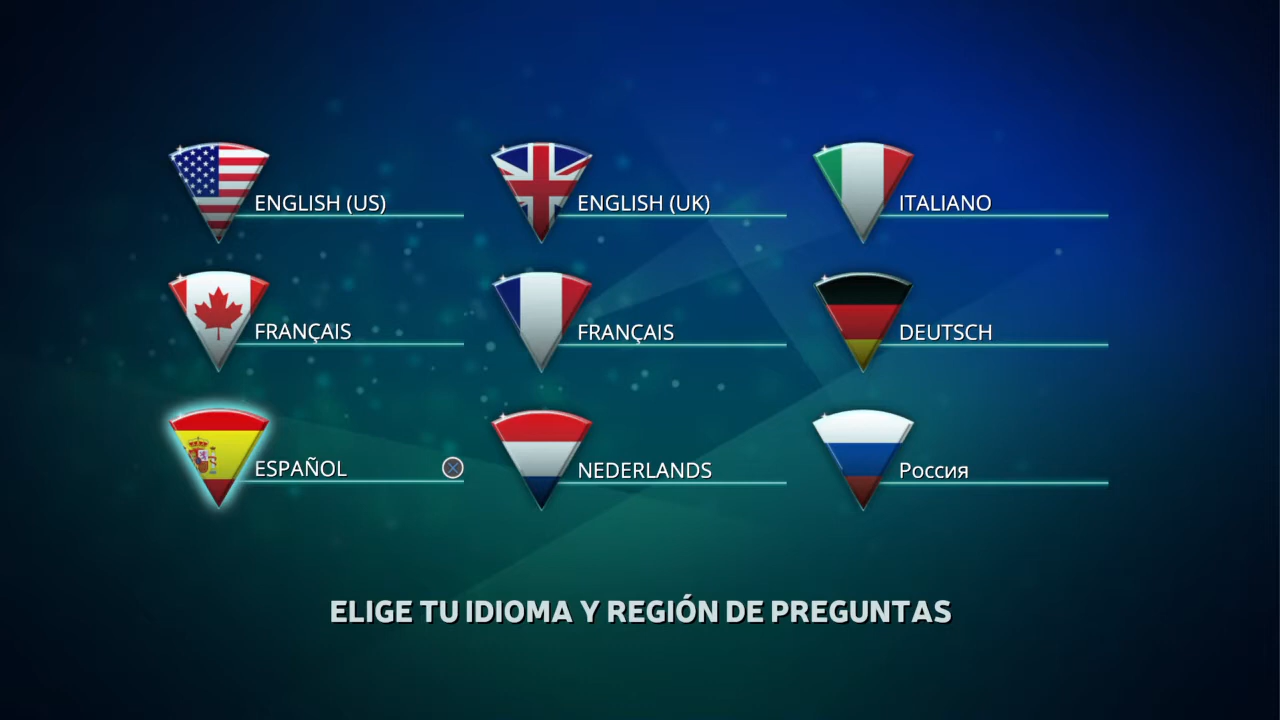 ENGLISH (US)
ENGLISH (UK)
ITALIANO
FRANÇAIS
FRANÇAIS
DEUTSCH
ESPAÑOL
NEDERLANDS
Россия
ELIGE TU IDIOMA Y REGIÓN DE PREGUNTAS